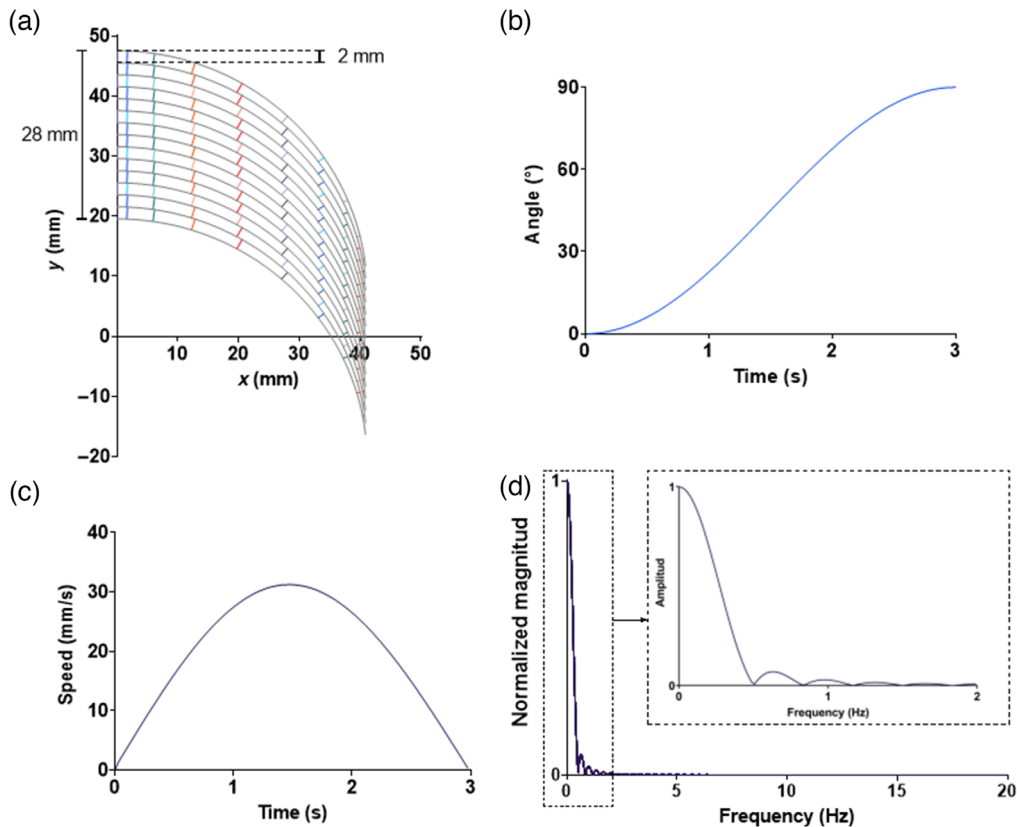 (a)
50
40
30
20
10
0
–10
–20
10
20
30
40
50
y (mm)
x (mm)
28 mm
2 mm
(b)
90
60
30
0
0
1
2
3
Angle (°)
Time (s)
(c)
40
30
20
10
0
0
1
2
3
Speed (mm/s)
Time (s)
(d)
1
0
0
5
10
15
20
Normalized magnitud
Frequency (Hz)
1
0
0
1
2
Amplitud
Frequency (Hz)